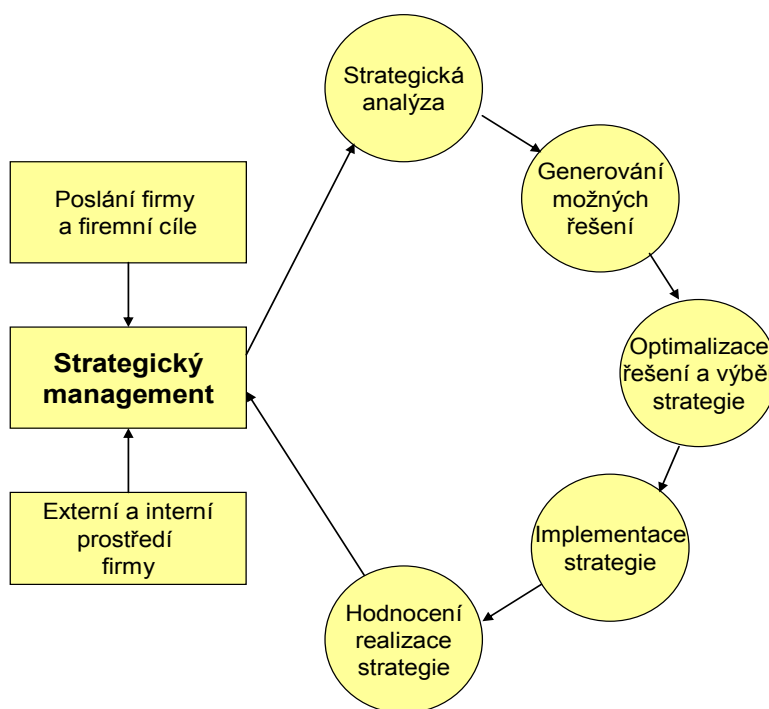 Strategická
analýza
Generování
možných
řešení
Poslání firmy
a firemní cíle
Strategický
management
Optimalizace
řešení a výbě
strategie
Externí a interní
prostředí
firmy
Implementace
strategie
Hodnocení
realizace
strategie